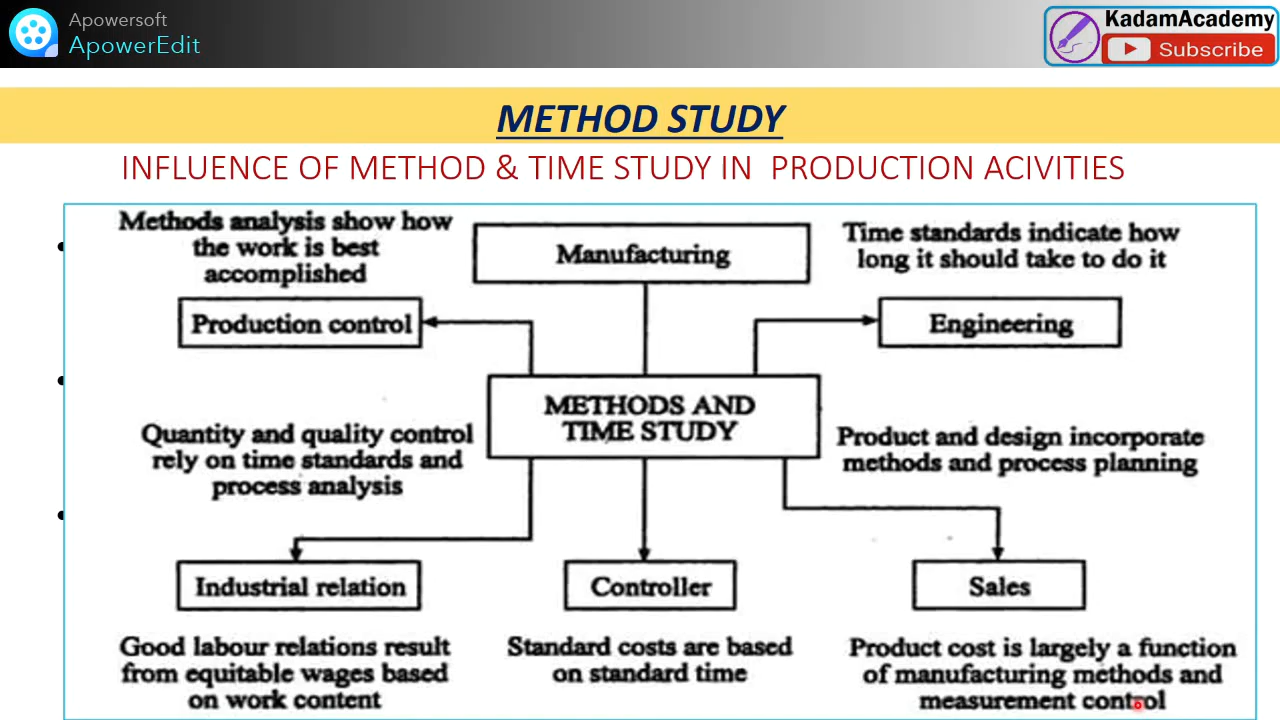 Apowersoft
ApowerEdit
KadamAcademy
Subscribe
METHOD STUDY
INFLUENCE OF METHOD & TIME STUDY IN PRODUCTION ACIVITIES
Methods analysis show how
the work is best
accomplished
Manufacturing
Time standards indicate how
long it should take to do it
Production control
Engineering
METHODS AND
TIME STUDY
Quantity and quality control
rely on time standards and
process analysis
Product and design incorporate
methods and process planning
Industrial relation
Controller
Sales
Good labour relations result
from equitable wages based
on work content
Standard costs are based
on standard time
Product cost is largely a function
of manufacturing methods and
measurement control